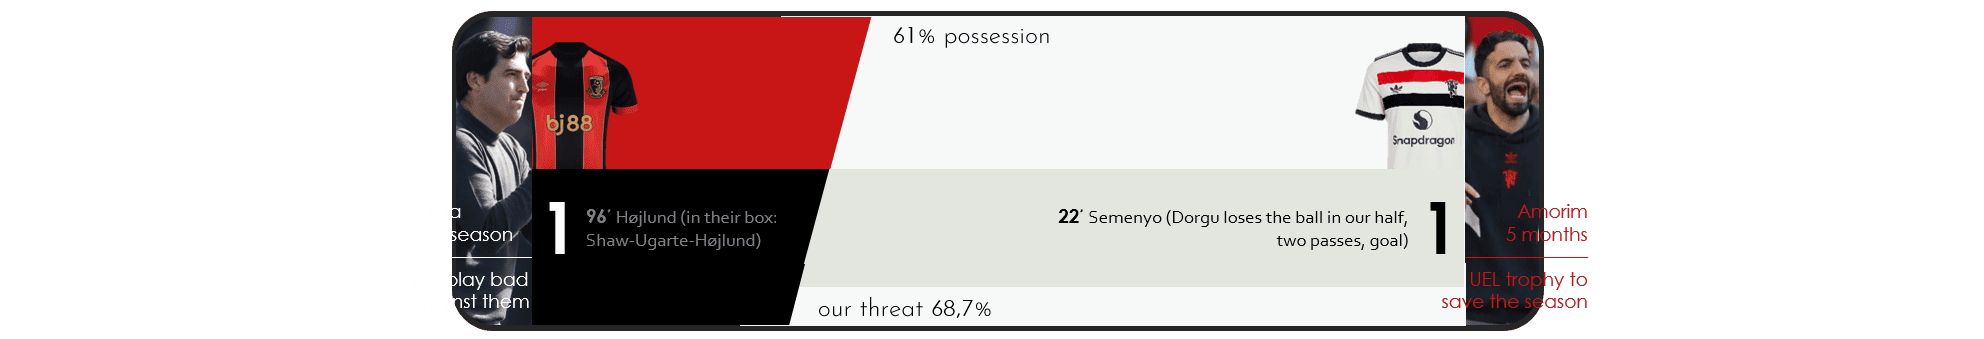 61% possession
bj88
Snapdragon
a
season
play bad
nst them
1
96' Højlund (in their box:
Shaw-Ugarte-Højlund)
22' Semenyo (Dorgu loses the ball in our half,
two passes, goal)
1
Amorim
5 months
UEL trophy to
save the season
our threat 68,7%